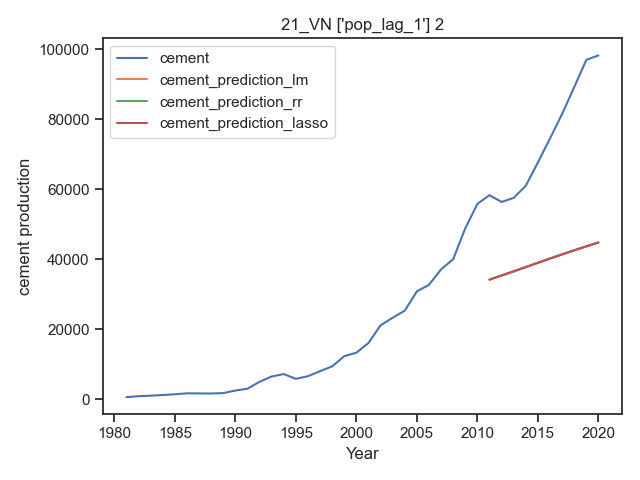 21_VN ['pop_lag_1'] 2
cement
cement_prediction_lm
cement_prediction_rr
cement_prediction_lasso
100000
80000
60000
40000
20000
0
cement production
1980 1985 1990 1995 2000 2005 2010 2015 2020
Year